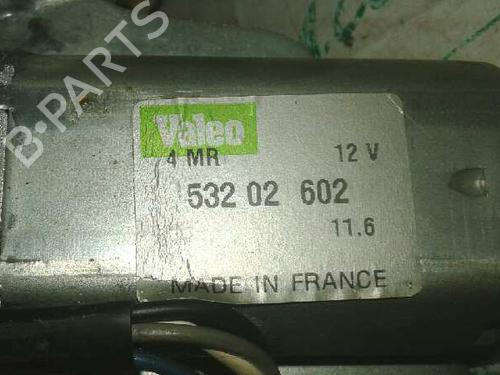 B-PARTS
Valeo
4 MR 12 V
532 02 602
11.6
MADE IN FRANCE